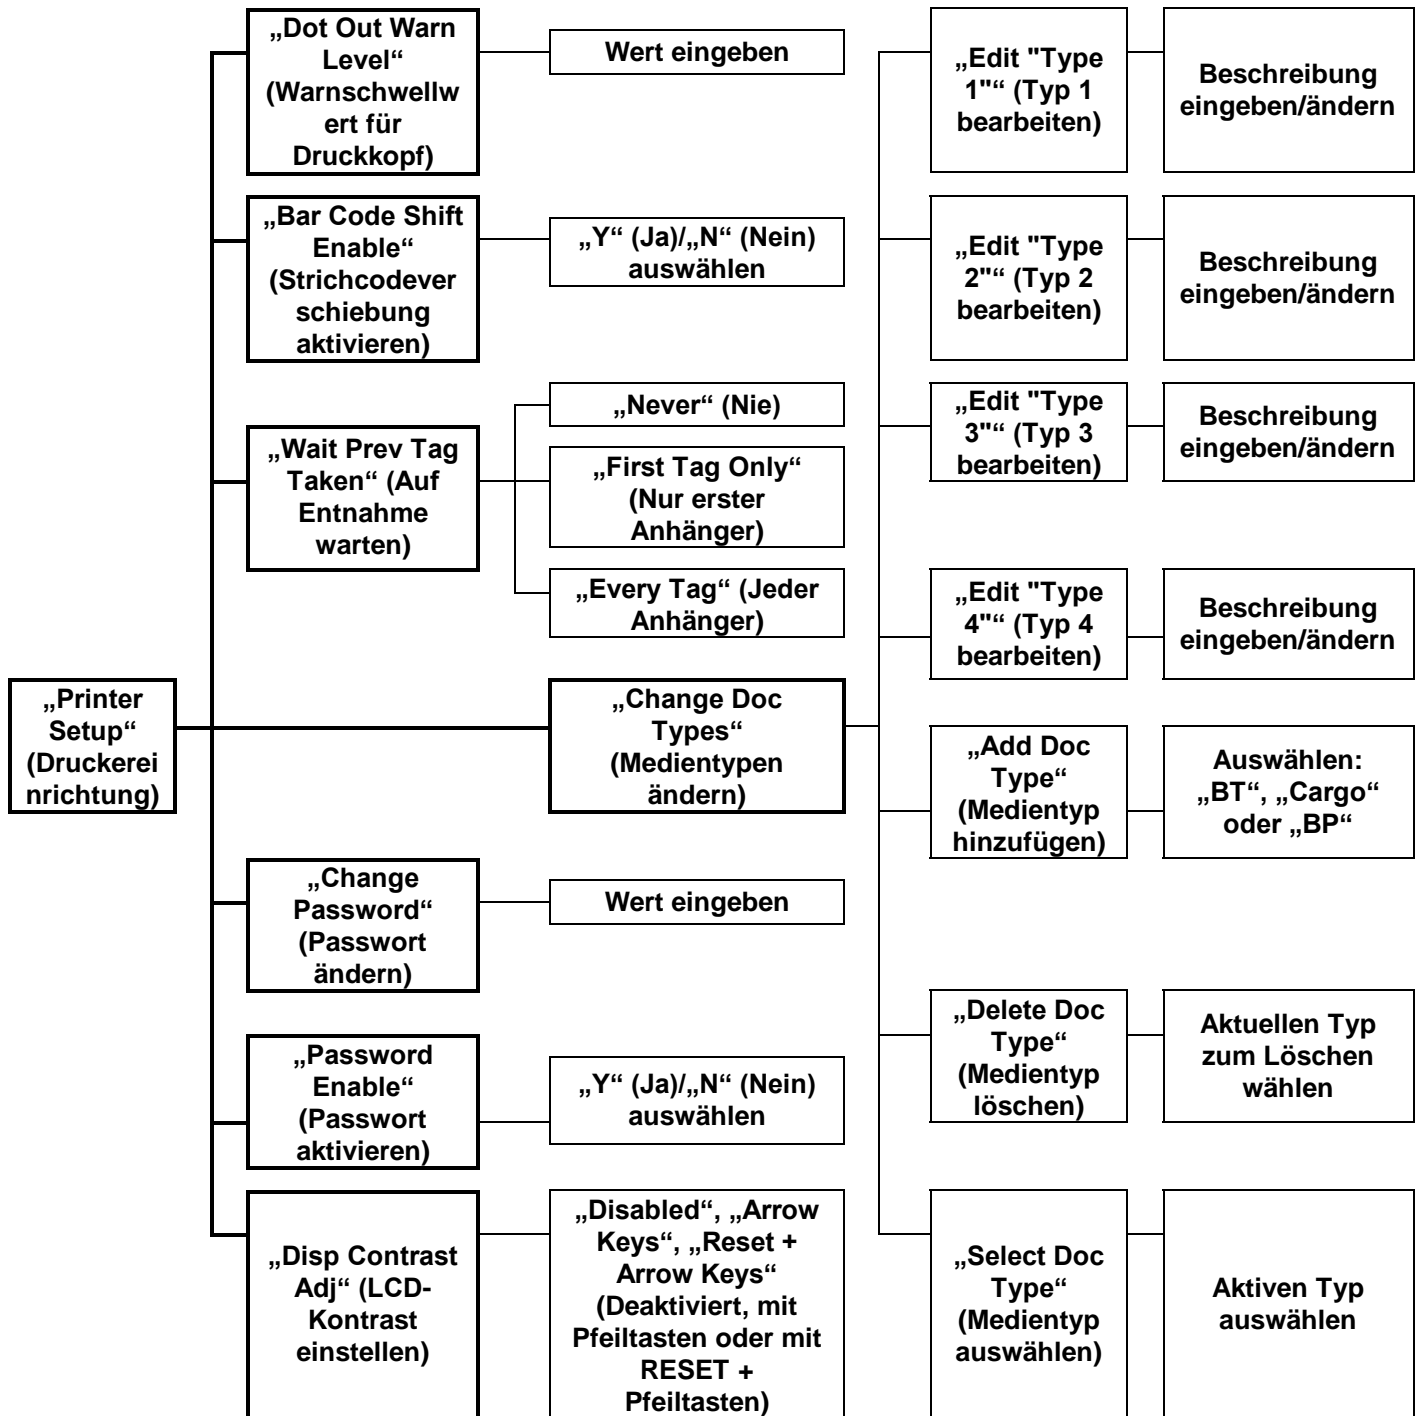 „Printer
Setup“
(Druckerei
nrichtung)
„Dot Out Warn
Level“
(Warnschwellw
ert für
Druckkopf)
Wert eingeben
„Bar Code Shift
Enable“
(Strichcodever
schiebung
aktivieren)
„Y“ (Ja)/„N“ (Nein)
auswählen
„Wait Prev Tag
Taken“ (Auf
Entnahme
warten)
„Never“ (Nie)
„First Tag Only“
(Nur erster
Anhänger)
„Every Tag“ (Jeder
Anhänger)
„Change Doc
Types“
(Medientypen
ändern)
„Edit "Type
1"“ (Typ 1
bearbeiten)
Beschreibung
eingeben/ändern
„Edit "Type
2"“ (Typ 2
bearbeiten)
Beschreibung
eingeben/ändern
„Edit "Type
3"“ (Typ 3
bearbeiten)
Beschreibung
eingeben/ändern
„Edit "Type
4"“ (Typ 4
bearbeiten)
Beschreibung
eingeben/ändern
„Add Doc
Type“
(Medientyp
hinzufügen)
Auswählen:
„BT“, „Cargo“
oder „BP“
„Delete Doc
Type“
(Medientyp
löschen)
Aktuellen Typ
zum Löschen
wählen
„Select Doc
Type“
(Medientyp
auswählen)
Aktiven Typ
auswählen
„Change
Password“
(Passwort
ändern)
Wert eingeben
„Password
Enable“
(Passwort
aktivieren)
„Y“ (Ja)/„N“ (Nein)
auswählen
„Disp Contrast
Adj“ (LCD-
Kontrast
einstellen)
„Disabled“, „Arrow
Keys“, „Reset +
Arrow Keys“
(Deaktiviert, mit
Pfeiltasten oder mit
RESET +
Pfeiltasten)